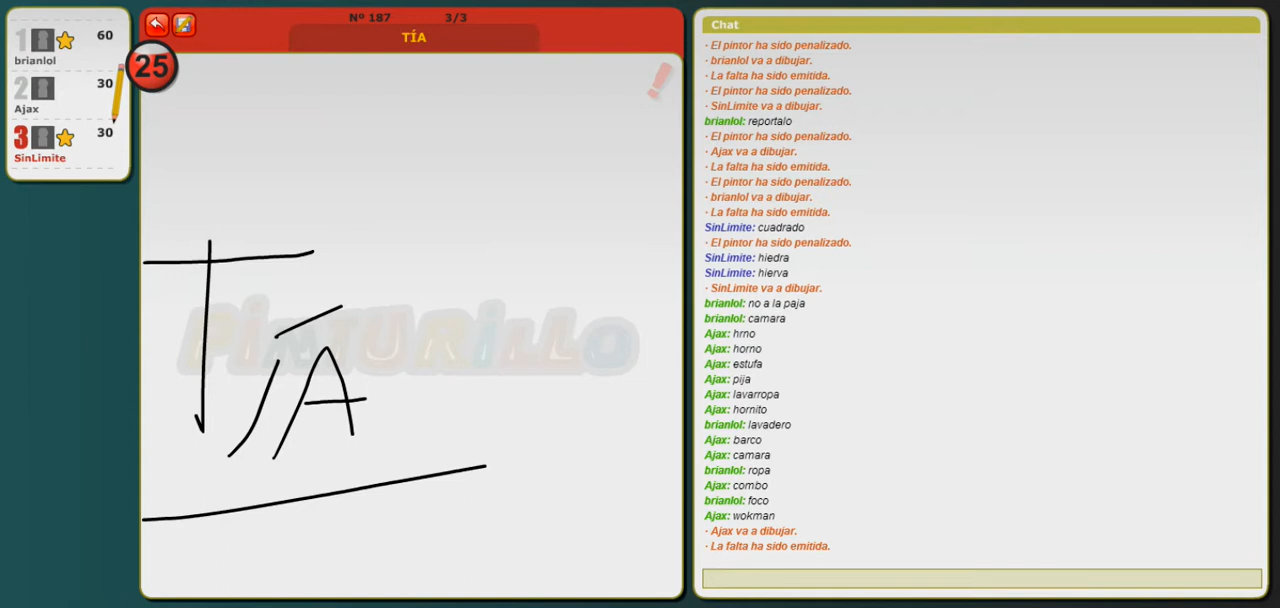 1 60
brianlol
2 30
Ajax
3 30
SinLimite
25
Nº 187 3/3
TÍA
PINTURILLO
TÍA
Chat
· El pintor ha sido penalizado.
· brianlol va a dibujar.
· La falta ha sido emitida.
· El pintor ha sido penalizado.
· SinLimite va a dibujar.
brianlol: reportalo
· El pintor ha sido penalizado.
· Ajax va a dibujar.
· La falta ha sido emitida.
· El pintor ha sido penalizado.
· brianlol va a dibujar.
· La falta ha sido emitida.
SinLimite: cuadrado
· El pintor ha sido penalizado.
SinLimite: hiedra
SinLimite: hierva
· SinLimite va a dibujar.
brianlol: no a la paja
brianlol: camara
Ajax: hrno
Ajax: horno
Ajax: estufa
Ajax: pija
Ajax: lavarropa
Ajax: hornito
brianlol: lavadero
Ajax: barco
Ajax: camara
brianlol: ropa
Ajax: combo
brianlol: foco
Ajax: wokman
· Ajax va a dibujar.
· La falta ha sido emitida.